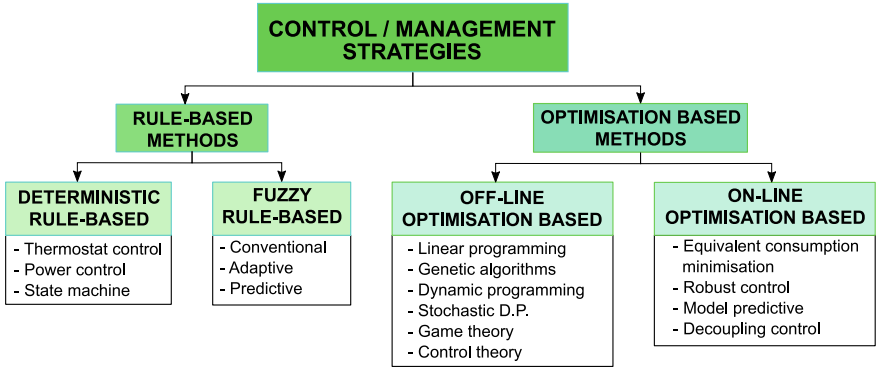 CONTROL / MANAGEMENT
STRATEGIES
RULE-BASED
METHODS
OPTIMISATION BASED
METHODS
DETERMINISTIC
RULE-BASED
- Thermostat control
- Power control
- State machine
FUZZY
RULE-BASED
- Conventional
- Adaptive
- Predictive
OFF-LINE
OPTIMISATION BASED
- Linear programming
- Genetic algorithms
- Dynamic programming
- Stochastic D.P.
- Game theory
- Control theory
ON-LINE
OPTIMISATION BASED
- Equivalent consumption
minimisation
- Robust control
- Model predictive
- Decoupling control